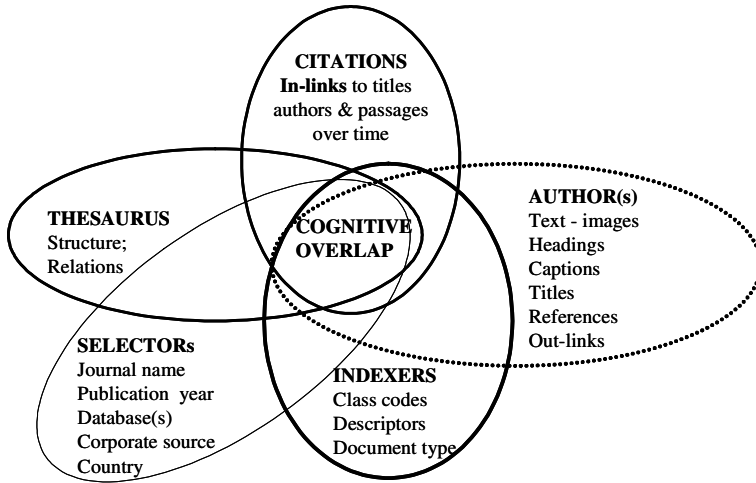 CITATIONS
In-links to titles
authors & passages
over time
THESAURUS
Structure;
Relations
COGNITIVE
OVERLAP
AUTHOR(s)
Text - images
Headings
Captions
Titles
References
Out-links
SELECTORs
Journal name
Publication year
Database(s)
Corporate source
Country
INDEXERS
Class codes
Descriptors
Document type